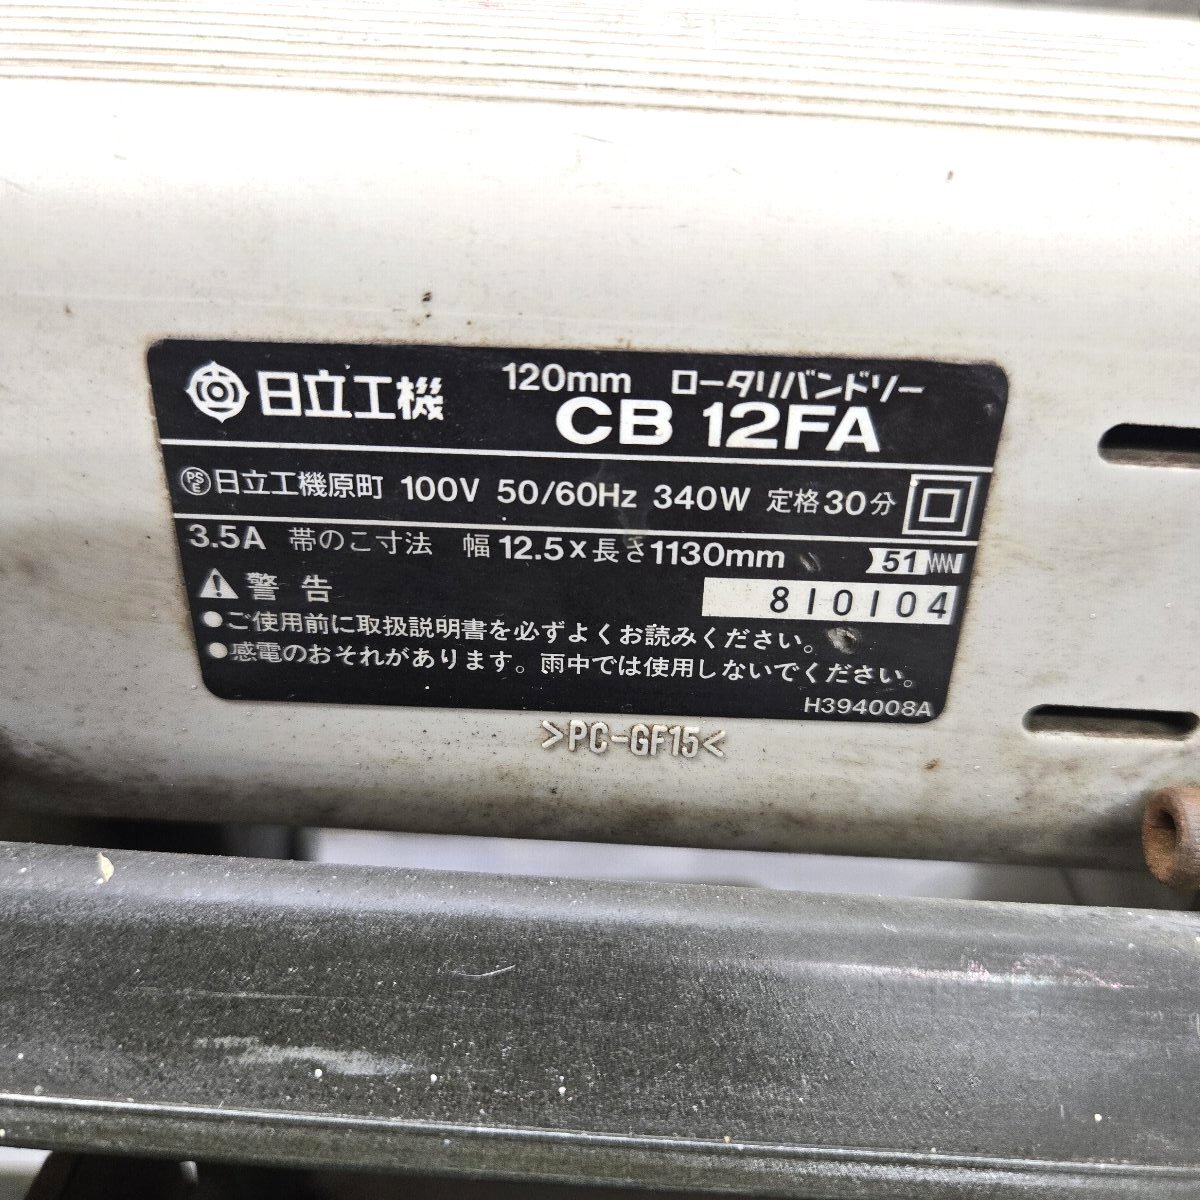 日立工機 120mm ロータリバンドソー
CB 12FA
PSE 日立工機原町 100V 50/60Hz 340W 定格30分
3.5A 帯のこ寸法 幅12.5×長さ1130mm 51
⚠警告 810104
●ご使用前に取扱説明書を必ずよくお読みください。
●感電のおそれがあります。雨中では使用しないでください。
H394008A
>PC-GF15<